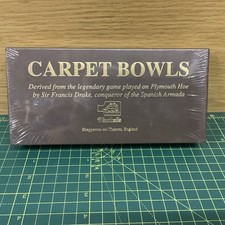 CARPET BOWLS
Derived from the legendary game played on Plymouth Hoe
by Sir Francis Drake, conqueror of the Spanish Armada
Shepperton-on-Thames, England